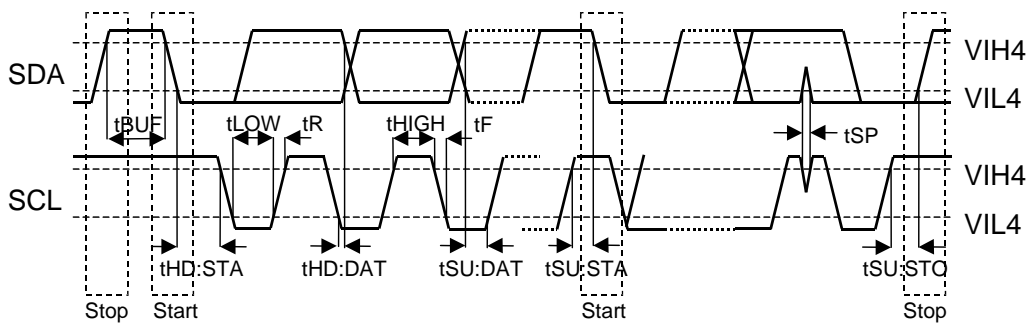 VIH4
SDA
VIL4
tBUF tLOW tR tHIGH tF tSP
VIH4
SCL
VIL4
tHD:STA tHD:DAT tSU:DAT tSU:STA tSU:STO
Stop Start Start Stop